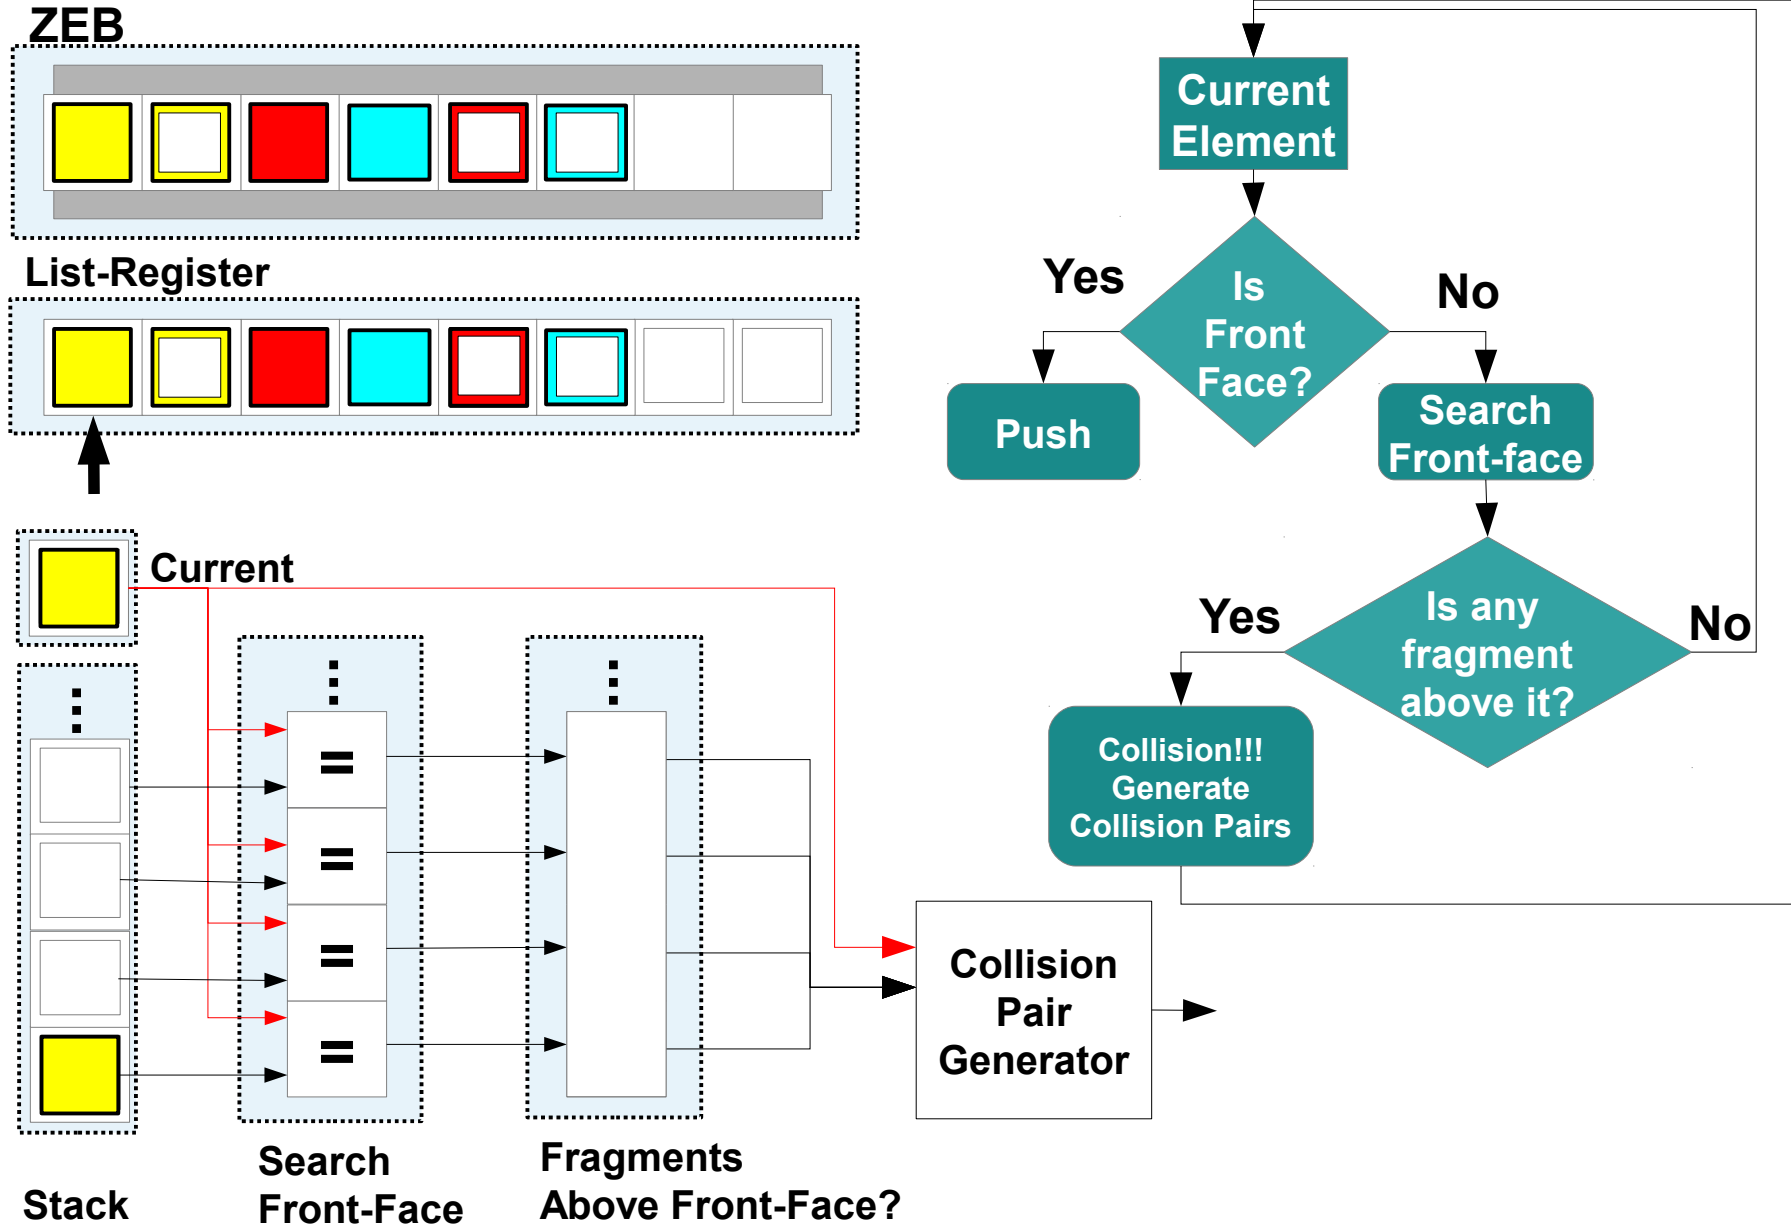 ZEB
List-Register
Current
=
=
=
=
Stack
Search
Front-Face
Fragments
Above Front-Face?
Collision
Pair
Generator
Current
Element
Is
Front
Face?
Yes
No
Push
Search
Front-face
Is any
fragment
above it?
Yes
No
Collision!!!
Generate
Collision Pairs